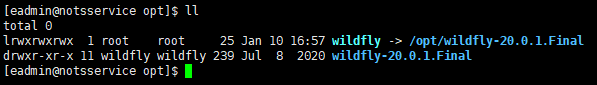 [eadmin@notsservice opt]$ ll
total 0
lrwxrwxrwx  1 root    root     25 Jan 10 16:57 wildfly -> /opt/wildfly-20.0.1.Final
drwxr-xr-x 11 wildfly wildfly 239 Jul  8  2020 wildfly-20.0.1.Final
[eadmin@notsservice opt]$